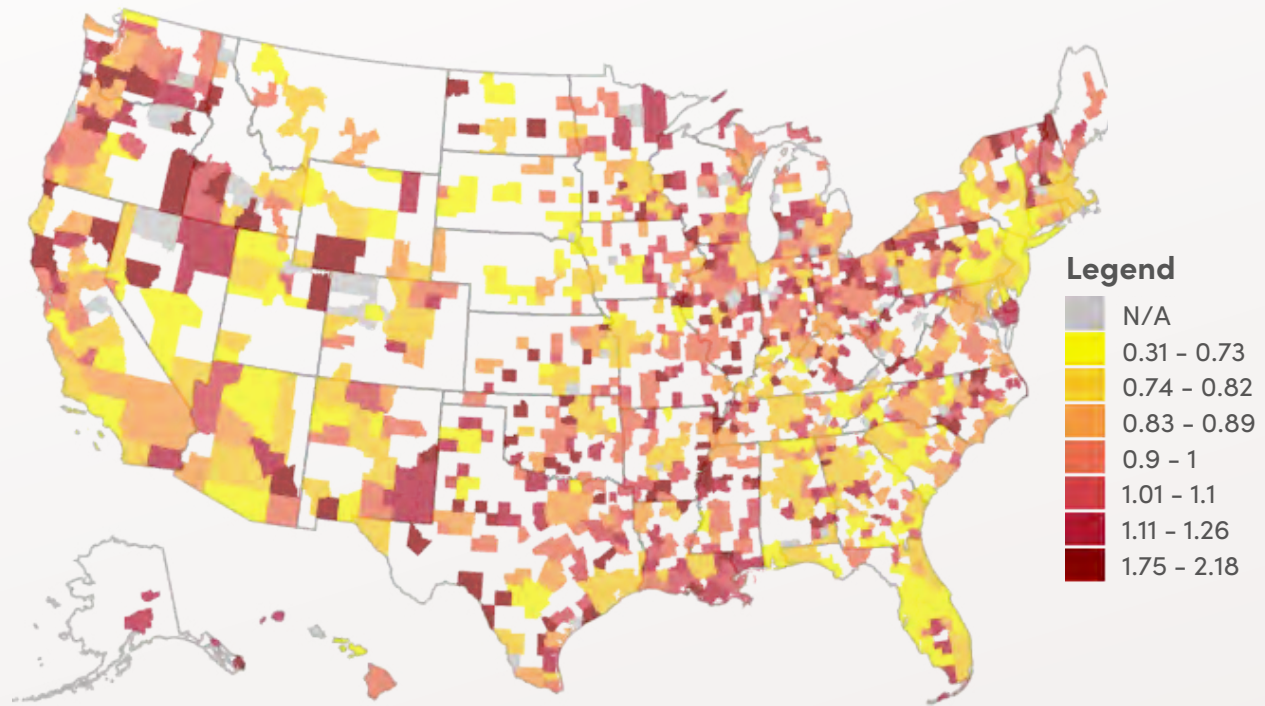 Legend
N/A
0.31 – 0.73
0.74 – 0.82
0.83 – 0.89
0.9 – 1
1.01 – 1.1
1.11 – 1.26
1.75 – 2.18